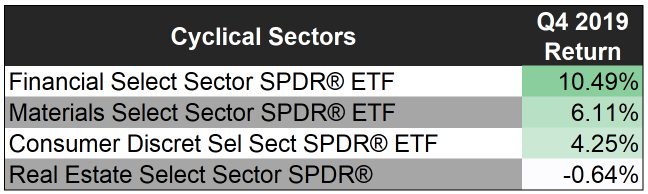 Cyclical Sectors Q4 2019 Return
Financial Select Sector SPDR® ETF 10.49%
Materials Select Sector SPDR® ETF 6.11%
Consumer Discret Sel Sect SPDR® ETF 4.25%
Real Estate Select Sector SPDR® -0.64%